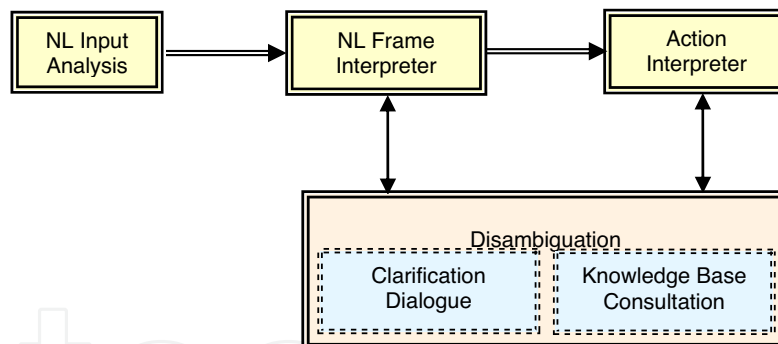 NL Input
Analysis
NL Frame
Interpreter
Action
Interpreter
Disambiguation
Clarification
Dialogue
Knowledge Base
Consultation